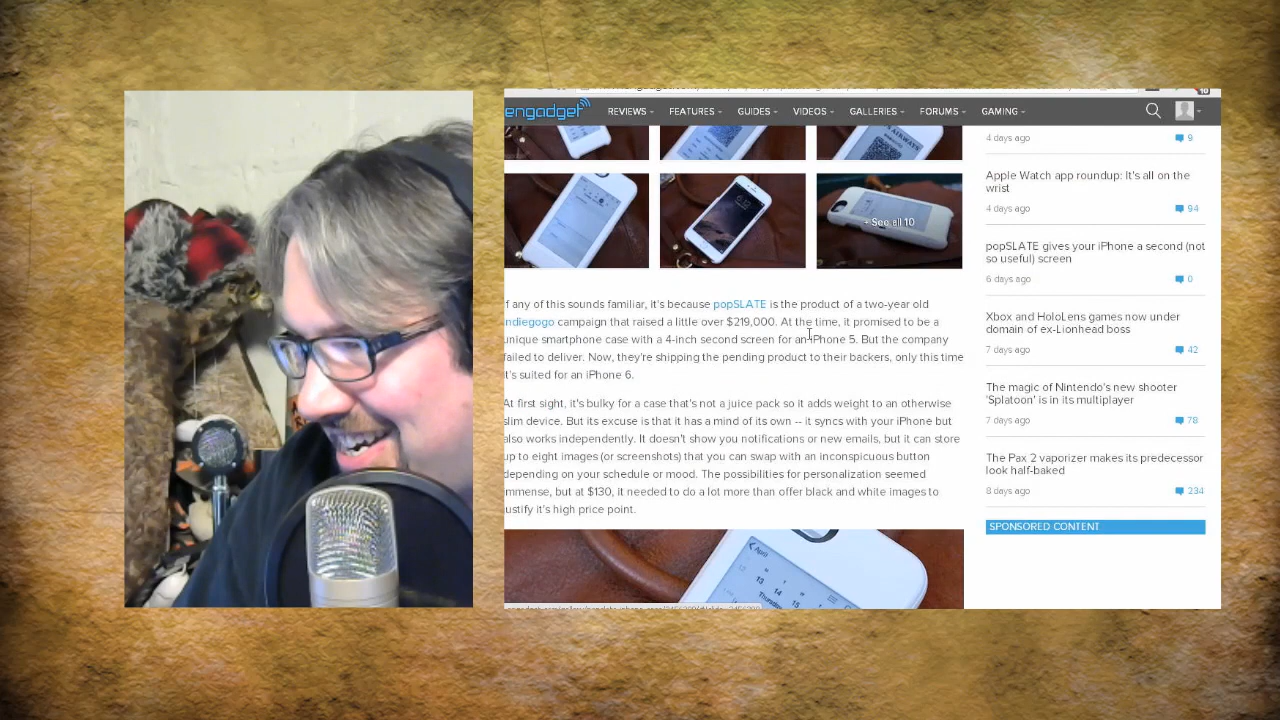 engadget REVIEWS FEATURES GUIDES VIDEOS GALLERIES FORUMS GAMING
+ See all 10
f any of this sounds familiar, it's because popSLATE is the product of a two-year old
ndiegogo campaign that raised a little over $219,000. At the time, it promised to be a
unique smartphone case with a 4-inch second screen for an iPhone 5. But the company
failed to deliver. Now, they're shipping the pending product to their backers, only this time
t's suited for an iPhone 6.
At first sight, it's bulky for a case that's not a juice pack so it adds weight to an otherwise
slim device. But its excuse is that it has a mind of its own -- it syncs with your iPhone but
also works independently. It doesn't show you notifications or new emails, but it can store
up to eight images (or screenshots) that you can swap with an inconspicuous button
depending on your schedule or mood. The possibilities for personalization seemed
mmense, but at $130, it needed to do a lot more than offer black and white images to
ustify it's high price point.
April
13 14 15
4 days ago 9
Apple Watch app roundup: It's all on the
wrist
4 days ago 94
popSLATE gives your iPhone a second (not
so useful) screen
6 days ago 0
Xbox and HoloLens games now under
domain of ex-Lionhead boss
7 days ago 42
The magic of Nintendo's new shooter
'Splatoon' is in its multiplayer
7 days ago 78
The Pax 2 vaporizer makes its predecessor
look half-baked
8 days ago 234
SPONSORED CONTENT